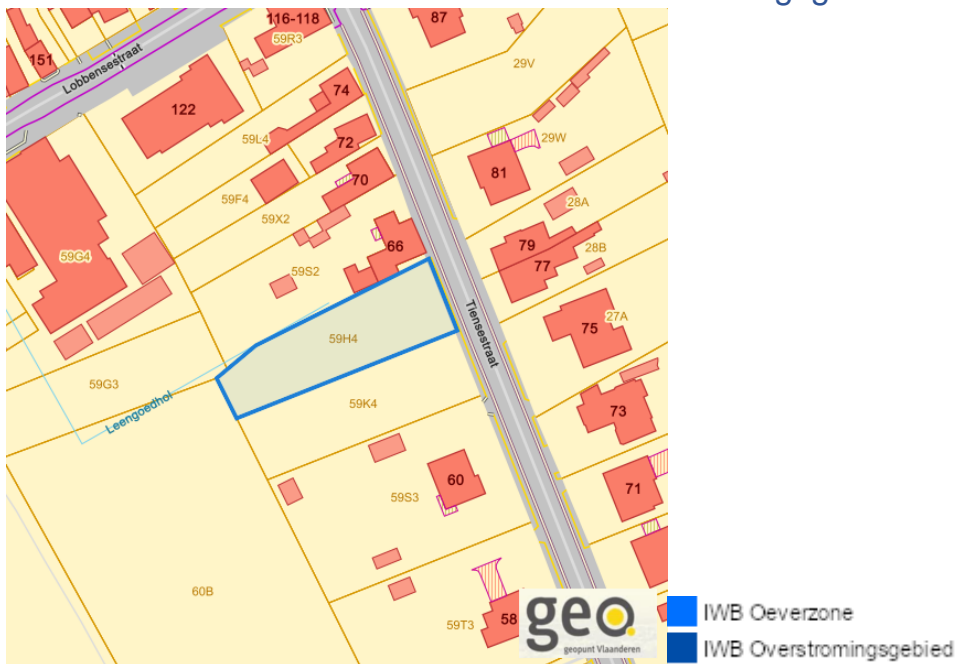 gegev
116-118
87
151
Lobbensestraat
59R3
29V
122
74
59L4
72
29W
70
81
59F4
28A
59X2
66
79
28B
77
59G4
59S2
27A
75
Tiensestraat
59H4
59G3
59K4
73
Leengoedhol
60
71
59S3
60B
59T3
58
geo.
geopunt Vlaanderen
IWB Oeverzone
IWB Overstromingsgebied